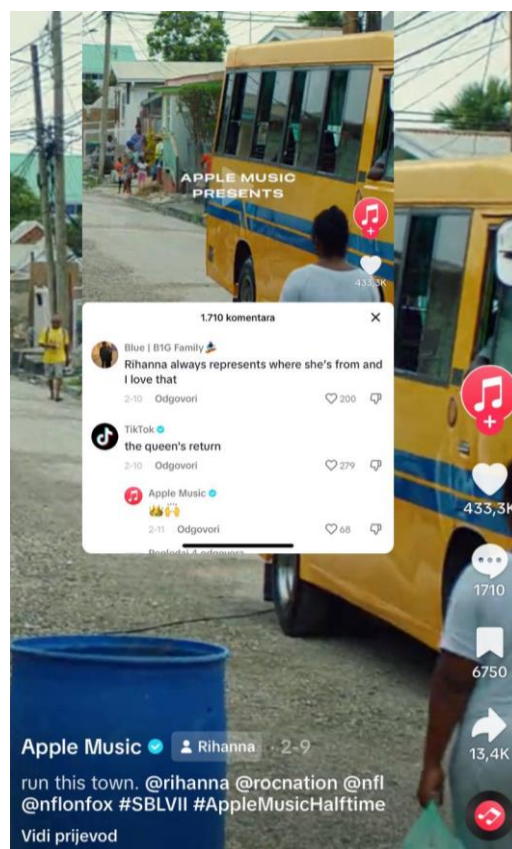 APPLE MUSIC
PRESENTS
433,3K
1.710 komentara
Blue | B1G Family
Rihanna always represents where she's from and
I love that
2-10 Odgovori 200
TikTok
the queen's return
2-10 Odgovori 279
Apple Music
2-11 Odgovori 68
Pogledaj 4 odgovora
433,3K
1710
6750
13,4K
Apple Music Rihanna · 2-9
run this town. @rihanna @rocnation @nfl
@nflonfox #SBLVII #AppleMusicHalftime
Vidi prijevod